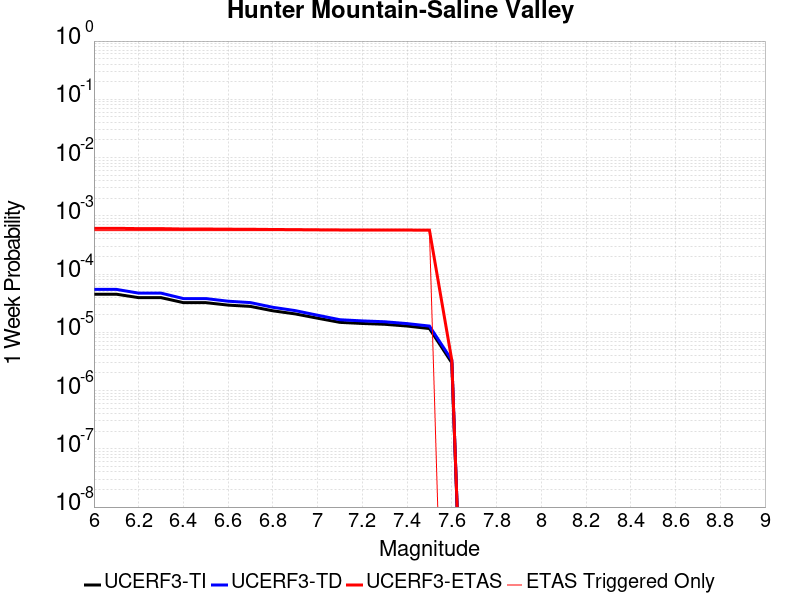 Hunter Mountain-Saline Valley
10^0
10^-1
10^-2
10^-3
10^-4
10^-5
10^-6
10^-7
10^-8
1 Week Probability
6 6.2 6.4 6.6 6.8 7 7.2 7.4 7.6 7.8 8 8.2 8.4 8.6 8.8 9
Magnitude
UCERF3-TI UCERF3-TD UCERF3-ETAS ETAS Triggered Only